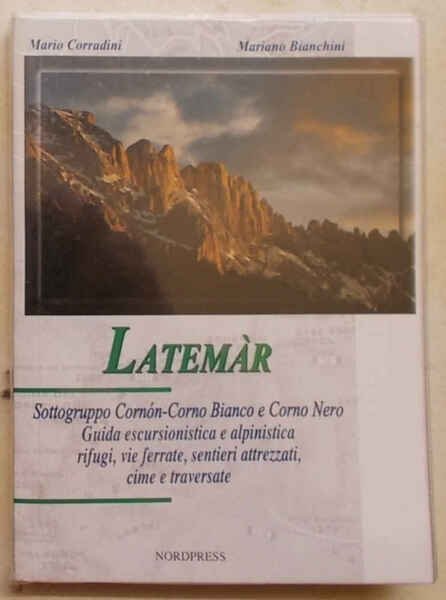 Mario Corradini Mariano Bianchini
LATEMÀR
Sottogruppo Cornón-Corno Bianco e Corno Nero
Guida escursionistica e alpinistica
rifugi, vie ferrate, sentieri attrezzati,
cime e traversate
NORDPRESS